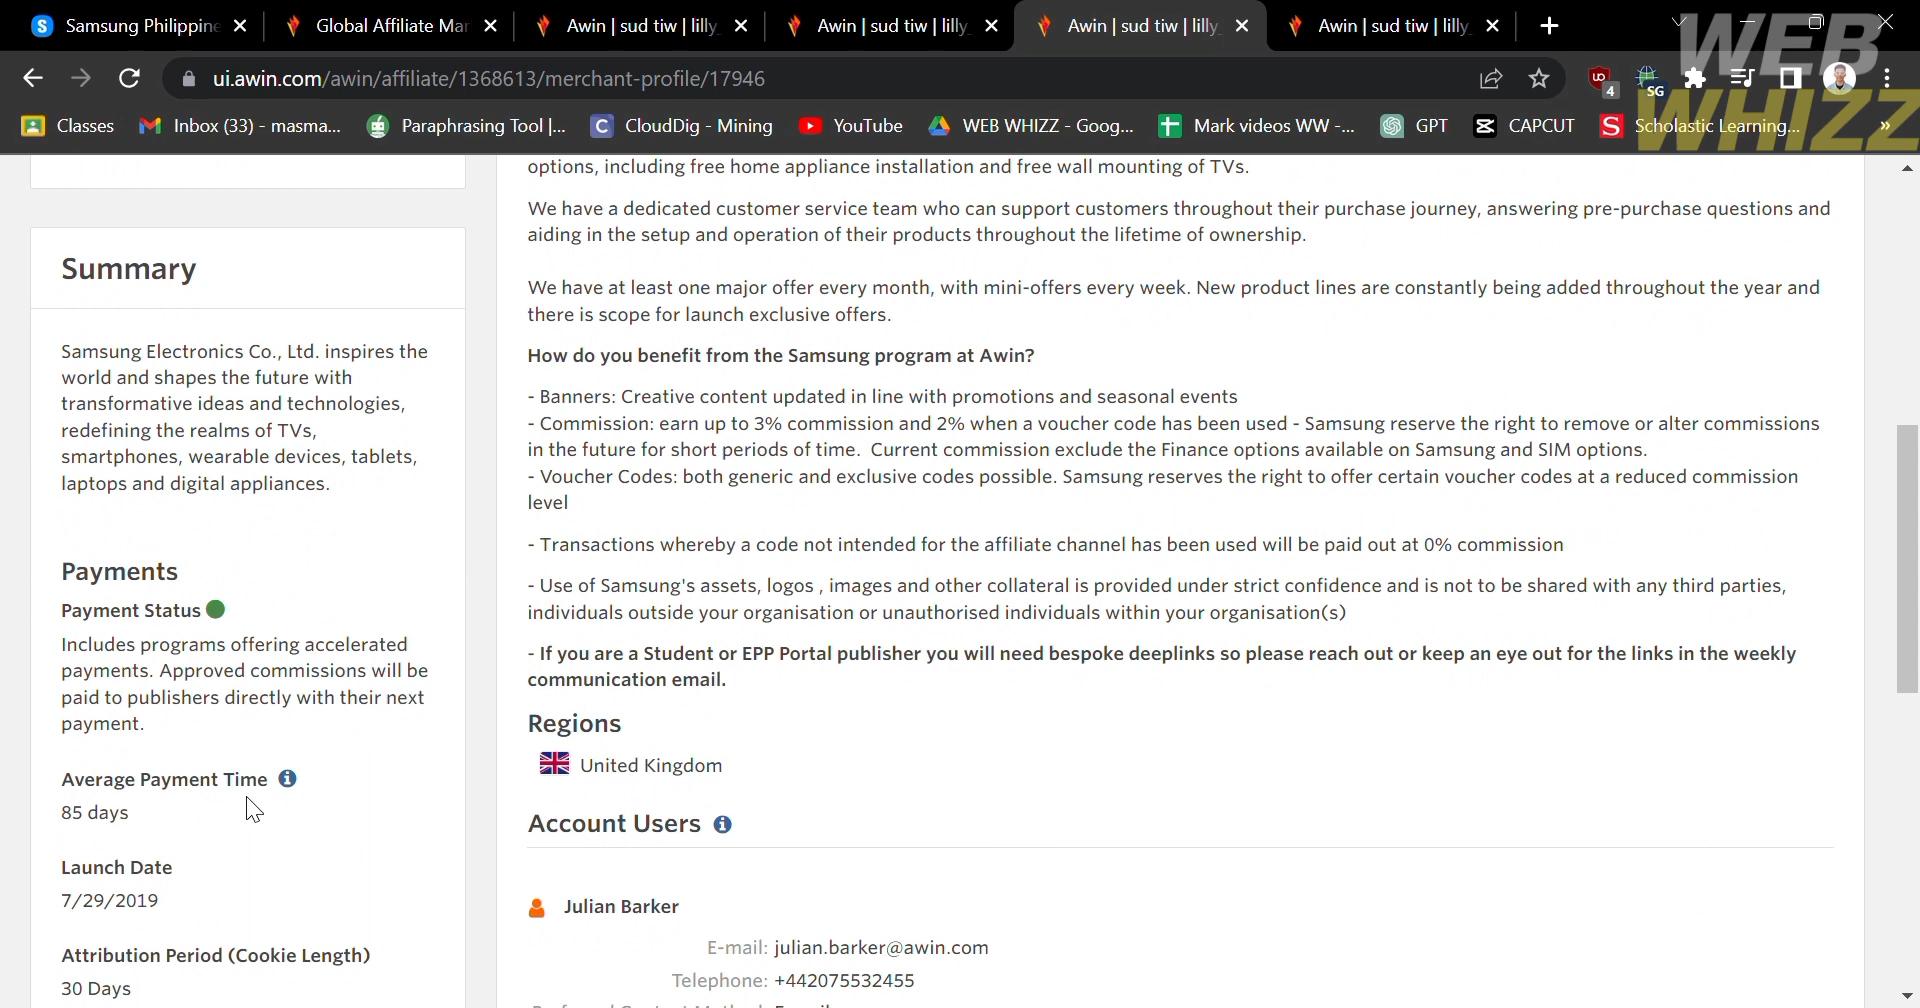 Samsung Philippine
Global Affiliate Mar
Awin | sud tiw | lilly
Awin | sud tiw | lilly
Awin | sud tiw | lilly
Awin | sud tiw | lilly
WEB
WHIZZ
ui.awin.com/awin/affiliate/1368613/merchant-profile/17946
4
SG
Classes
Inbox (33) - masma...
Paraphrasing Tool |...
CloudDig - Mining
YouTube
WEB WHIZZ - Goog...
Mark videos WW -...
GPT
CAPCUT
Scholastic Learning...
options, including free home appliance installation and free wall mounting of TVs.
We have a dedicated customer service team who can support customers throughout their purchase journey, answering pre-purchase questions and
aiding in the setup and operation of their products throughout the lifetime of ownership.
We have at least one major offer every month, with mini-offers every week. New product lines are constantly being added throughout the year and
there is scope for launch exclusive offers.
How do you benefit from the Samsung program at Awin?
- Banners: Creative content updated in line with promotions and seasonal events
- Commission: earn up to 3% commission and 2% when a voucher code has been used - Samsung reserve the right to remove or alter commissions
in the future for short periods of time. Current commission exclude the Finance options available on Samsung and SIM options.
- Voucher Codes: both generic and exclusive codes possible. Samsung reserves the right to offer certain voucher codes at a reduced commission
level
- Transactions whereby a code not intended for the affiliate channel has been used will be paid out at 0% commission
- Use of Samsung's assets, logos , images and other collateral is provided under strict confidence and is not to be shared with any third parties,
individuals outside your organisation or unauthorised individuals within your organisation(s)
- If you are a Student or EPP Portal publisher you will need bespoke deeplinks so please reach out or keep an eye out for the links in the weekly
communication email.
Regions
United Kingdom
Account Users
Julian Barker
E-mail: julian.barker@awin.com
Telephone: +442075532455
Summary
Samsung Electronics Co., Ltd. inspires the
world and shapes the future with
transformative ideas and technologies,
redefining the realms of TVs,
smartphones, wearable devices, tablets,
laptops and digital appliances.
Payments
Payment Status
Includes programs offering accelerated
payments. Approved commissions will be
paid to publishers directly with their next
payment.
Average Payment Time
85 days
Launch Date
7/29/2019
Attribution Period (Cookie Length)
30 Days